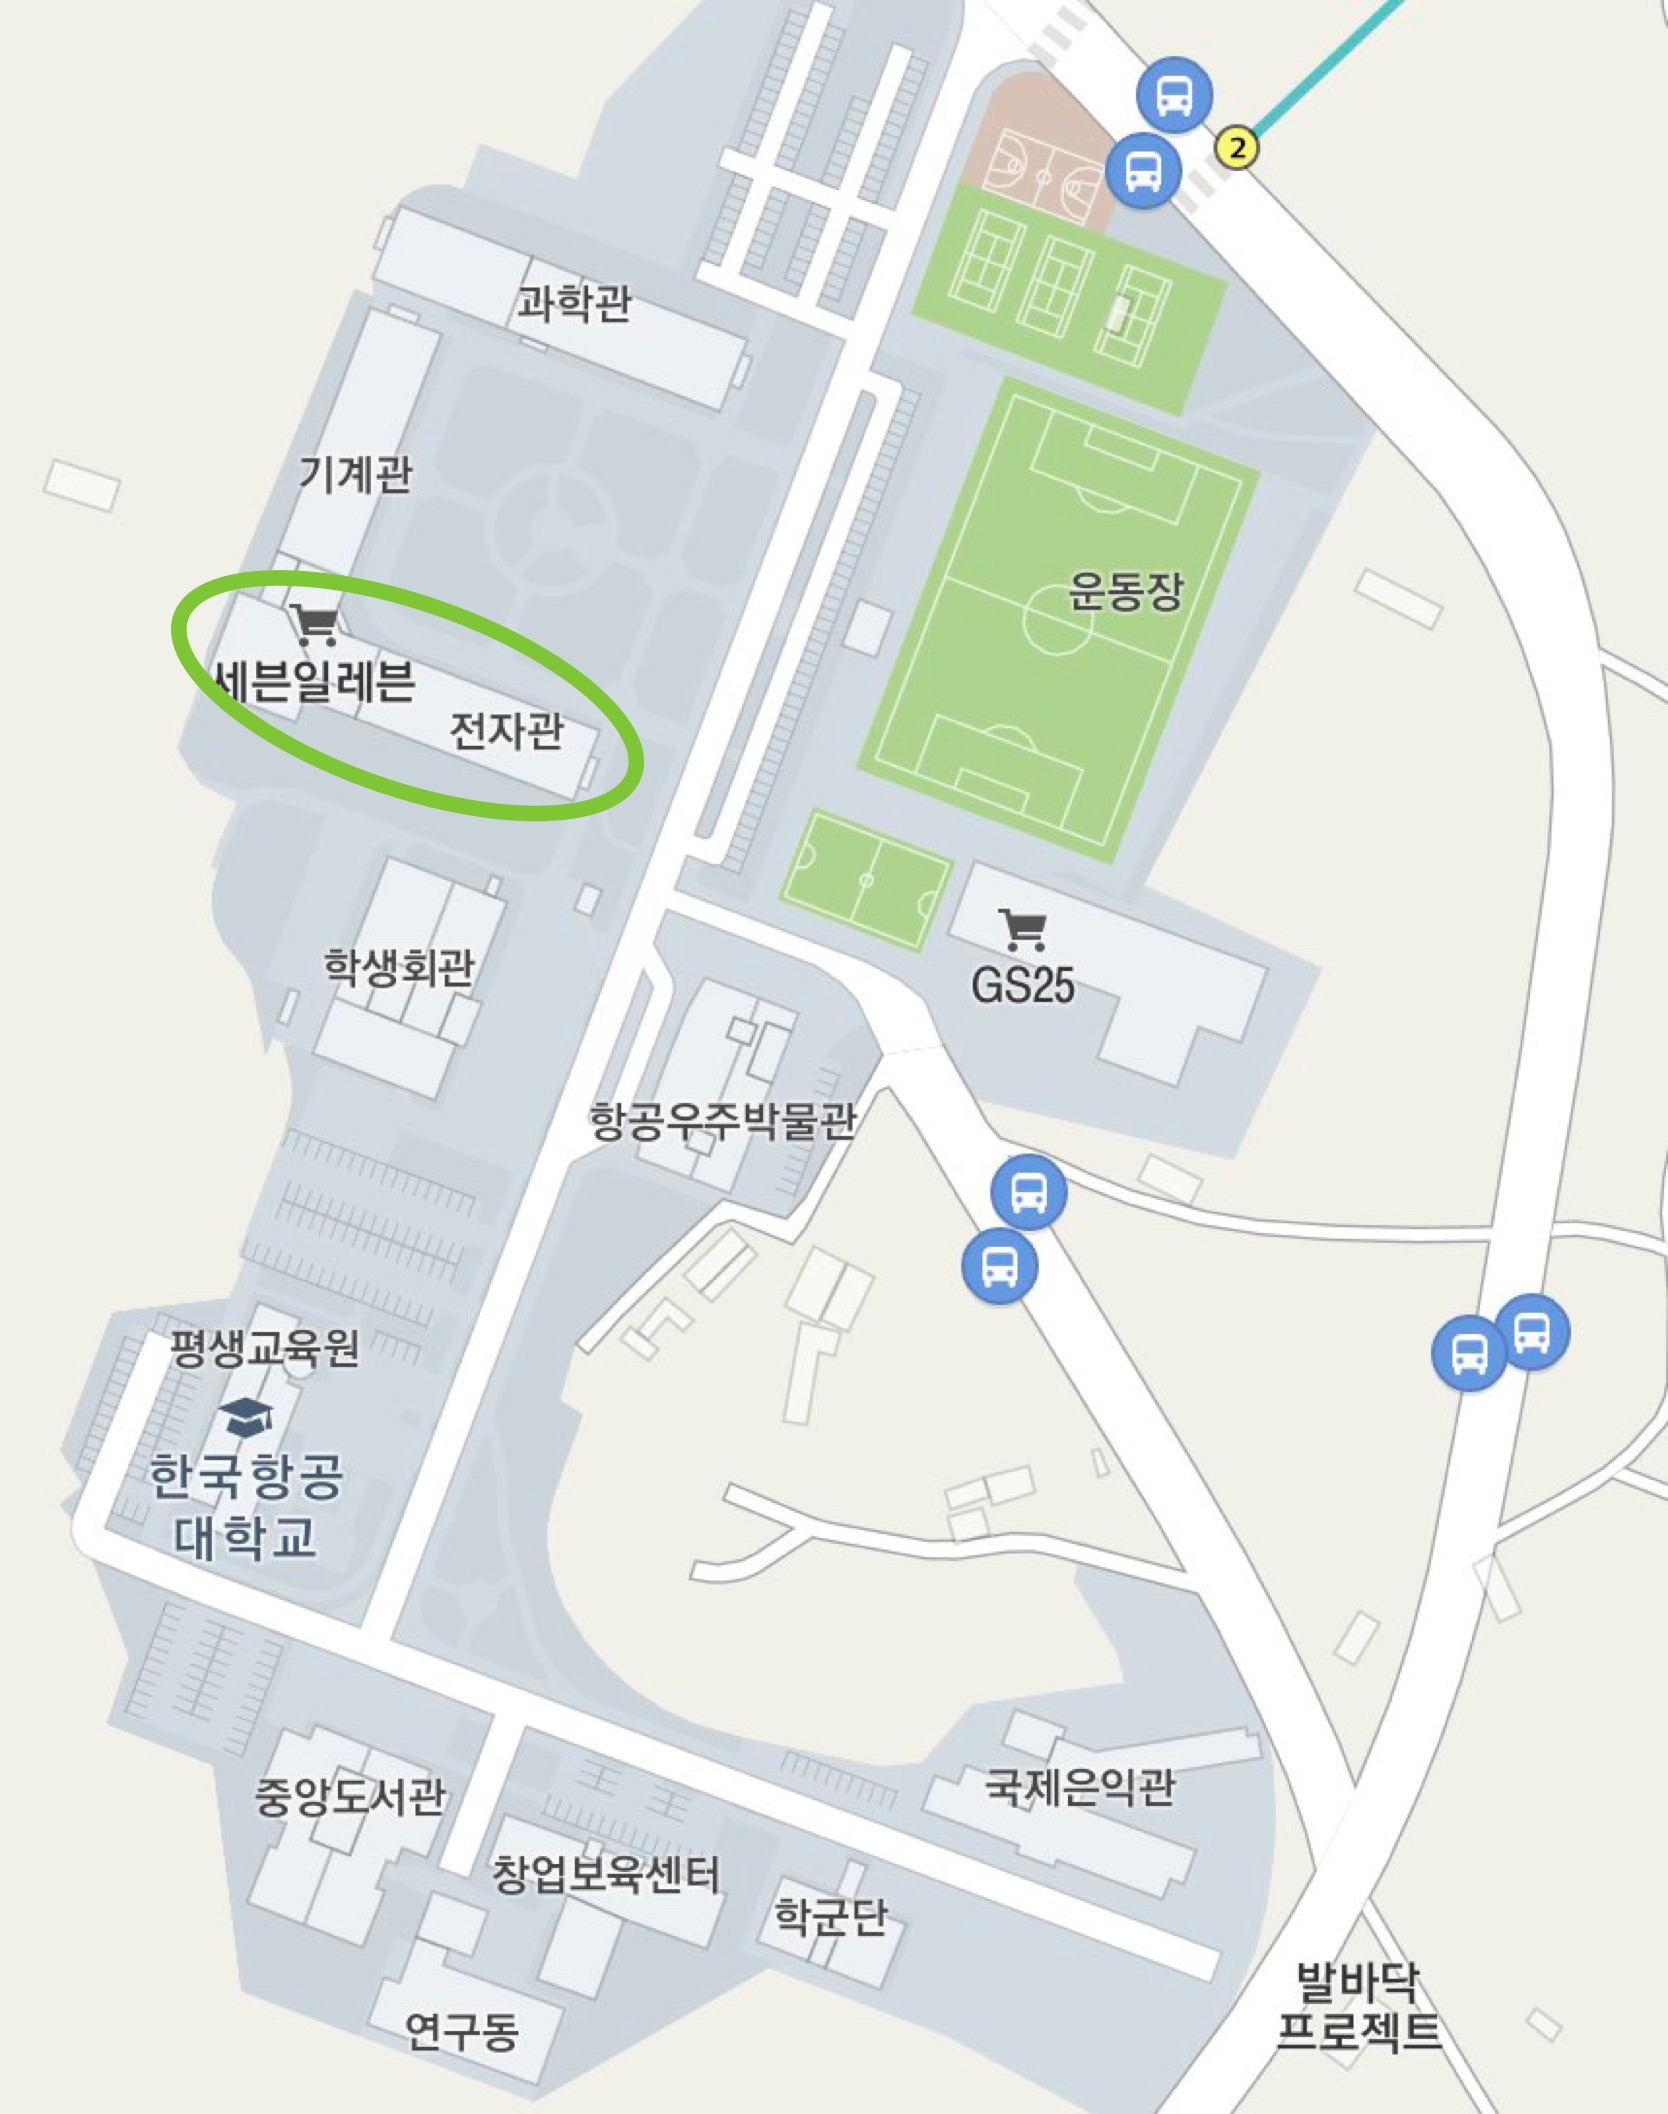 2
과학관
기계관
운동장
세븐일레븐
전자관
학생회관
GS25
항공우주박물관
평생교육원
한국항공
대학교
중앙도서관
국제은익관
창업보육센터
학군단
연구동
발바닥
프로젝트